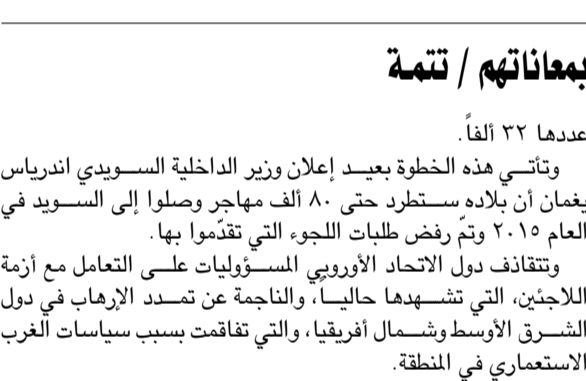 بمعاناتهم / تتمة
عددها ٣٢ ألفاً.
وتأتي هذه الخطوة بعيد إعلان وزير الداخلية السويدي اندرياس
يغمان أن بلاده ستطرد حتى ٨٠ ألف مهاجر وصلوا إلى السويد في
العام ٢٠١٥ وتمّ رفض طلبات اللجوء التي تقدّموا بها.
وتتقاذف دول الاتحاد الأوروبي المسؤوليات على التعامل مع أزمة
اللاجئين، التي تشهدها حالياً، والناجمة عن تمدد الإرهاب في دول
الشرق الأوسط وشمال أفريقيا، والتي تفاقمت بسبب سياسات الغرب
الاستعماري في المنطقة.